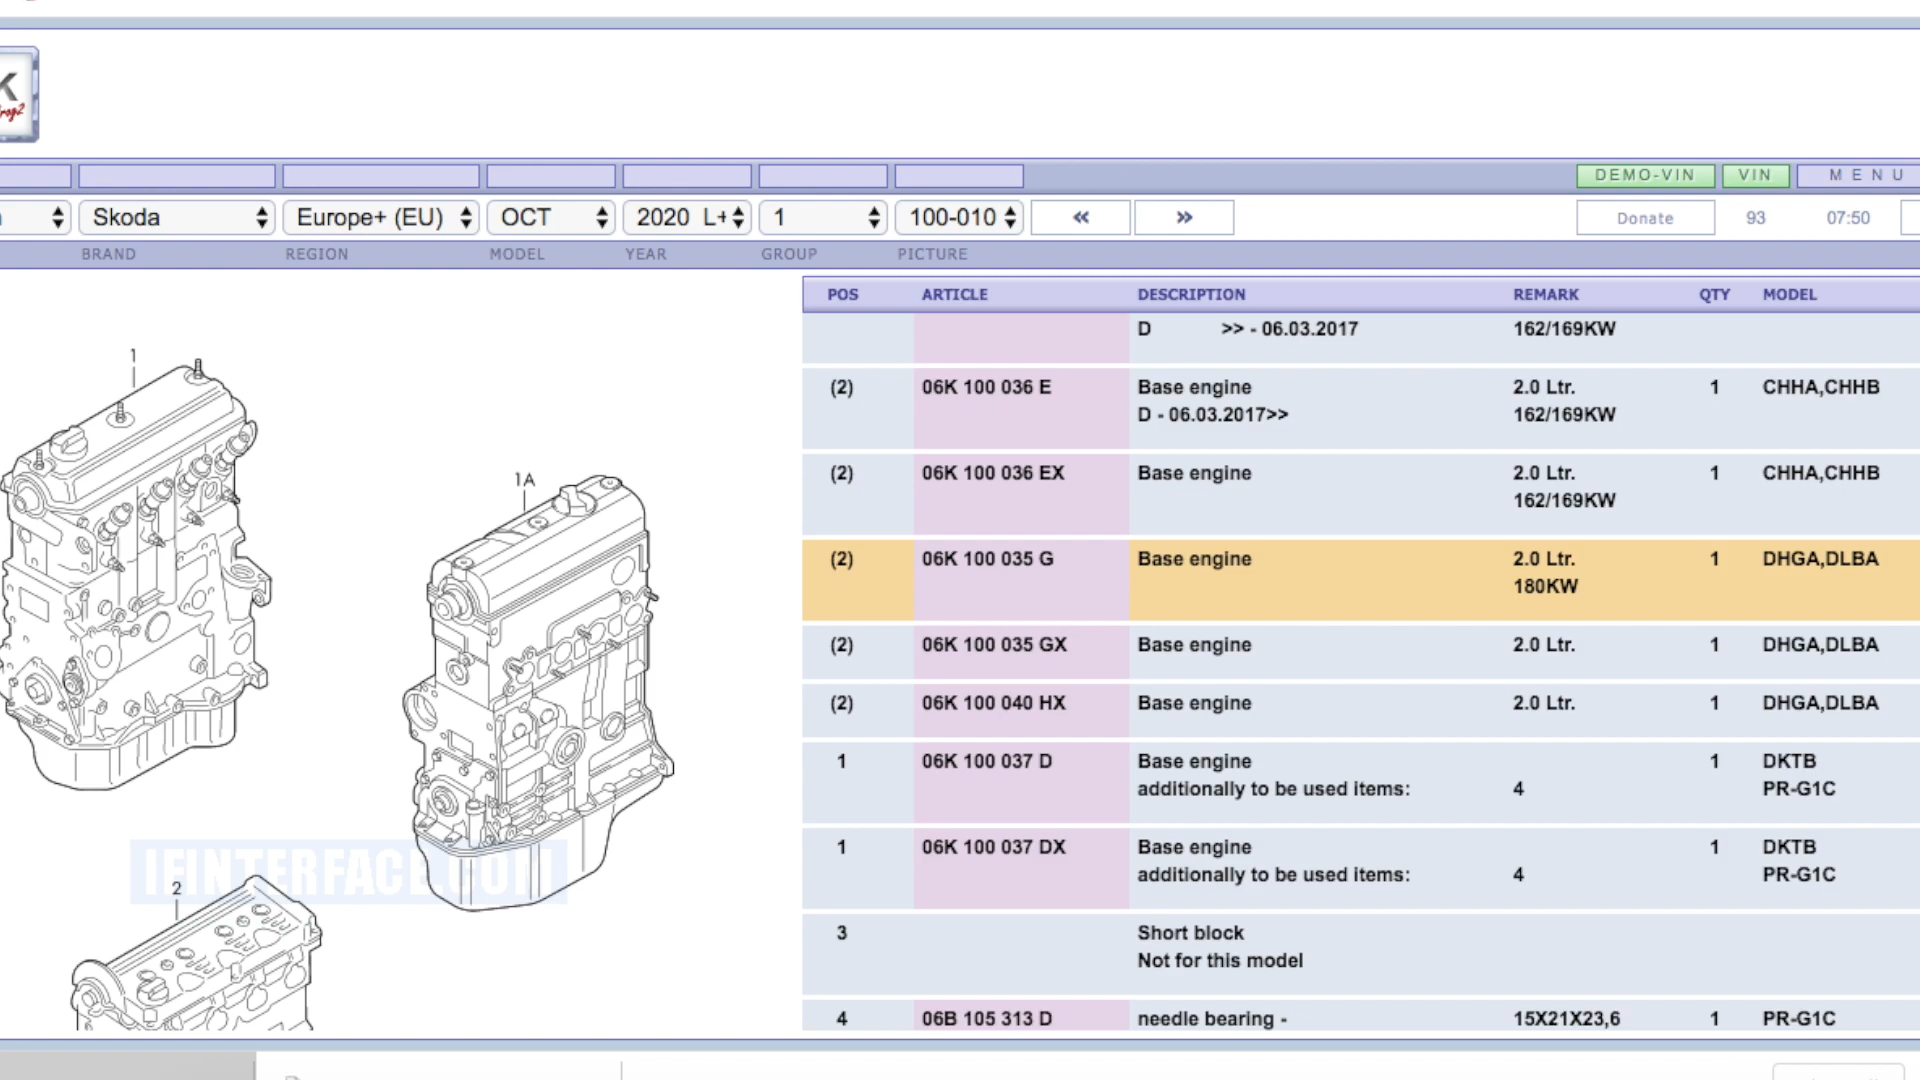 K
DEMO-VIN VIN MENU
Skoda Europe+ (EU) OCT 2020 L+ 1 100-010 « » Donate 93 07:50
BRAND REGION MODEL YEAR GROUP PICTURE
POS ARTICLE DESCRIPTION REMARK QTY MODEL
D >> - 06.03.2017 162/169KW
(2) 06K 100 036 E Base engine 2.0 Ltr. 1 CHHA,CHHB
D - 06.03.2017>> 162/169KW
(2) 06K 100 036 EX Base engine 2.0 Ltr. 1 CHHA,CHHB
162/169KW
(2) 06K 100 035 G Base engine 2.0 Ltr. 1 DHGA,DLBA
180KW
(2) 06K 100 035 GX Base engine 2.0 Ltr. 1 DHGA,DLBA
(2) 06K 100 040 HX Base engine 2.0 Ltr. 1 DHGA,DLBA
1 06K 100 037 D Base engine 1 DKTB
additionally to be used items: 4 PR-G1C
1 06K 100 037 DX Base engine 1 DKTB
additionally to be used items: 4 PR-G1C
3 Short block
Not for this model
4 06B 105 313 D needle bearing - 15X21X23,6 1 PR-G1C
1
1A
2
IFINTERFACE.COM